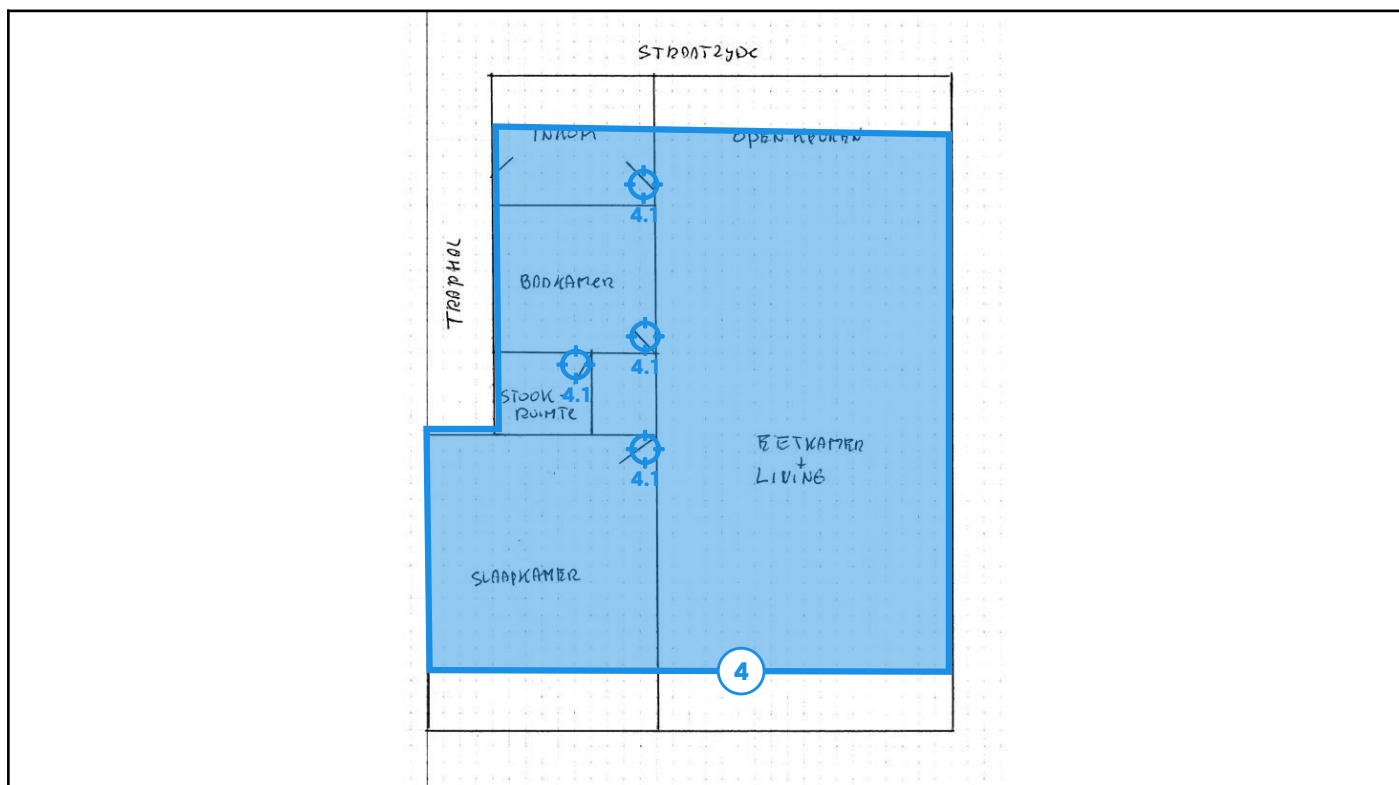 STRAATZYDE
INKOM
OPEN KEUKEN
4.1
TRAPHAL
BADKAMER
4.1
4.1
STOOK-
RUIMTE
EETKAMER
+
LIVING
4.1
SLAAPKAMER
4